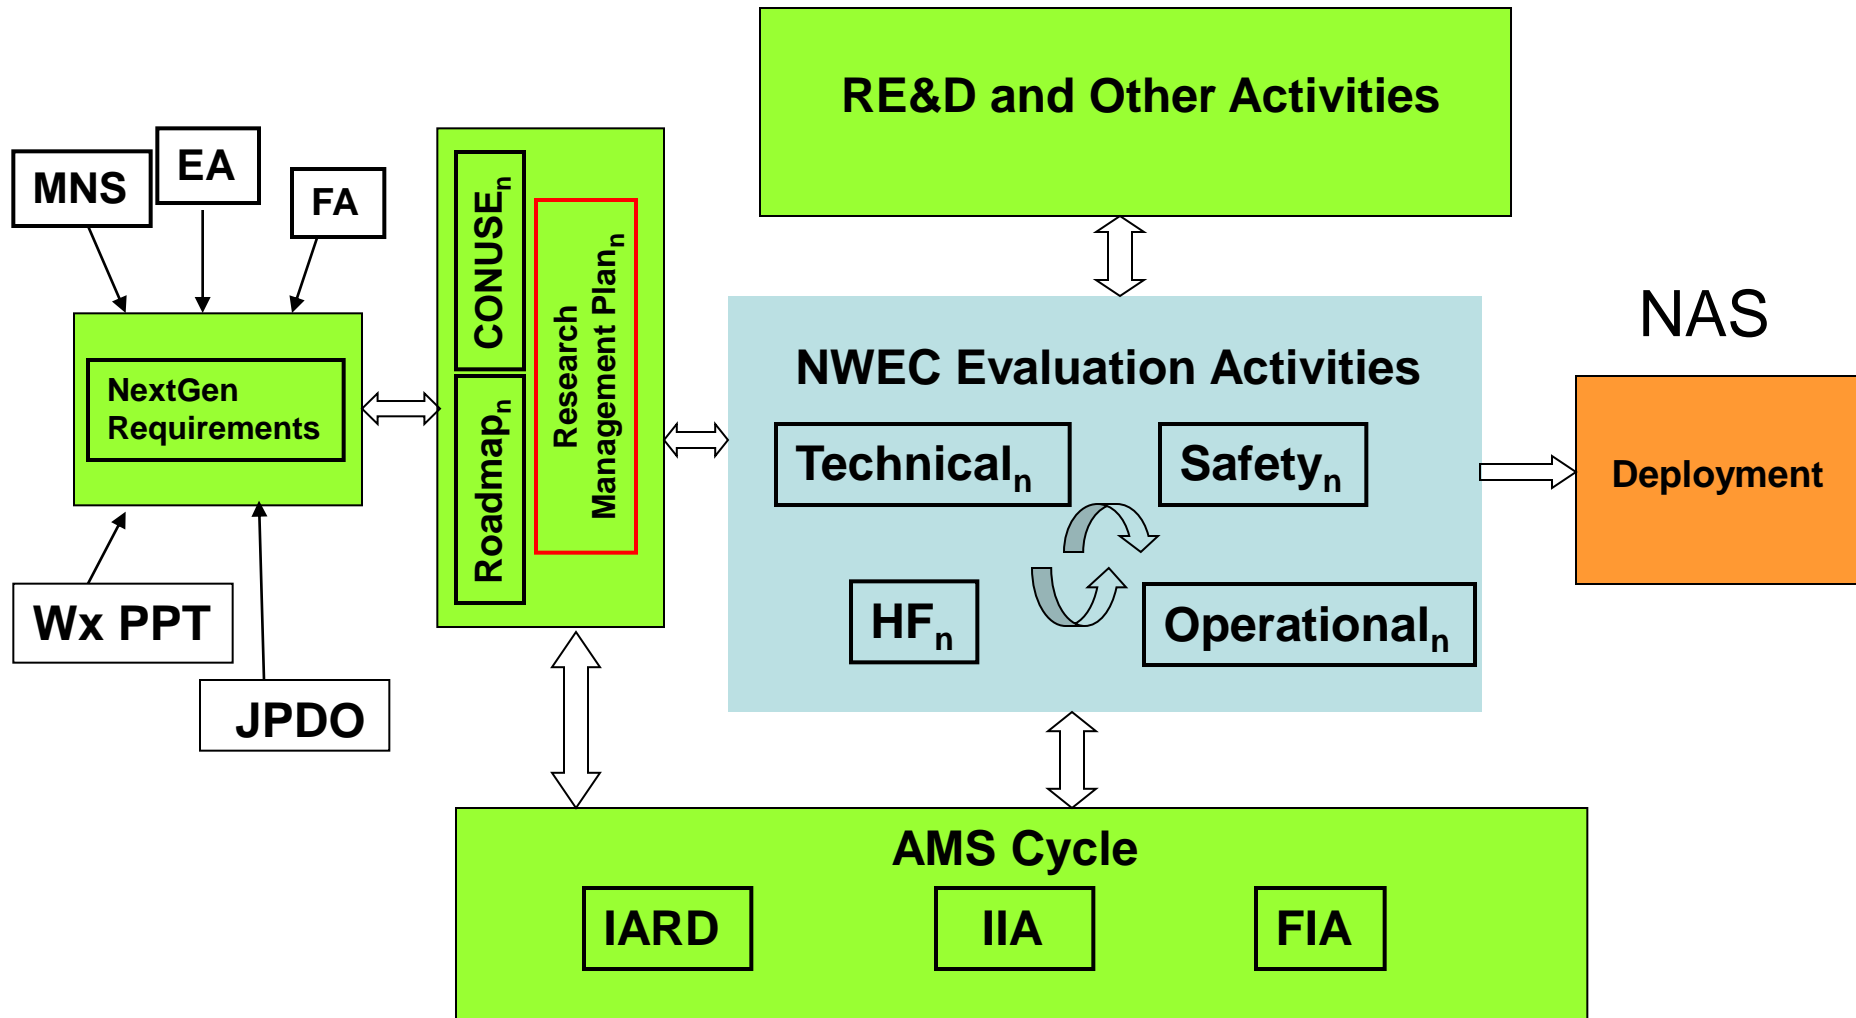 RE&D and Other Activities
MNS
EA
FA
NextGen
Requirements
Wx PPT
JPDO
CONUSEn
Roadmapn
Research
Management Plann
NWEC Evaluation Activities
Technicaln
Safetyn
HFn
Operationaln
NAS
Deployment
AMS Cycle
IARD
IIA
FIA